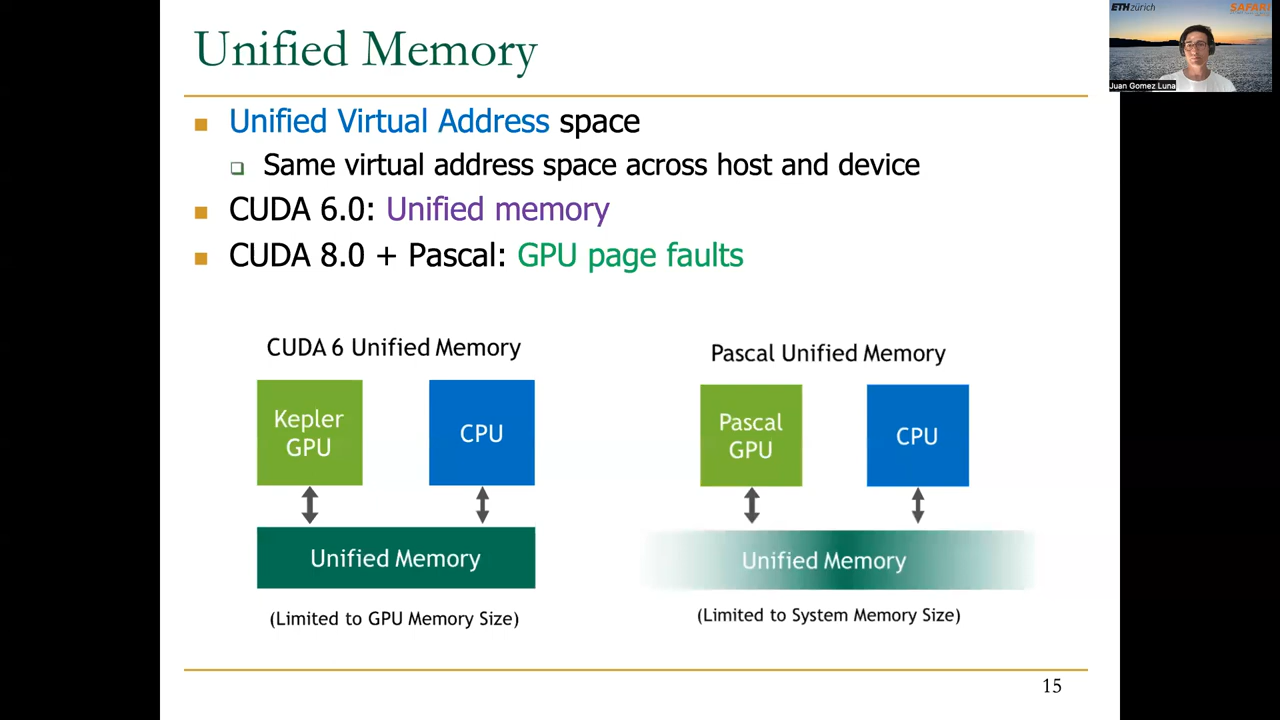 Unified Memory
ETH zürich
SAFARI
Juan Gomez Luna
Unified Virtual Address space
Same virtual address space across host and device
CUDA 6.0: Unified memory
CUDA 8.0 + Pascal: GPU page faults
CUDA 6 Unified Memory
Kepler
GPU
CPU
Unified Memory
(Limited to GPU Memory Size)
Pascal Unified Memory
Pascal
GPU
CPU
Unified Memory
(Limited to System Memory Size)
15